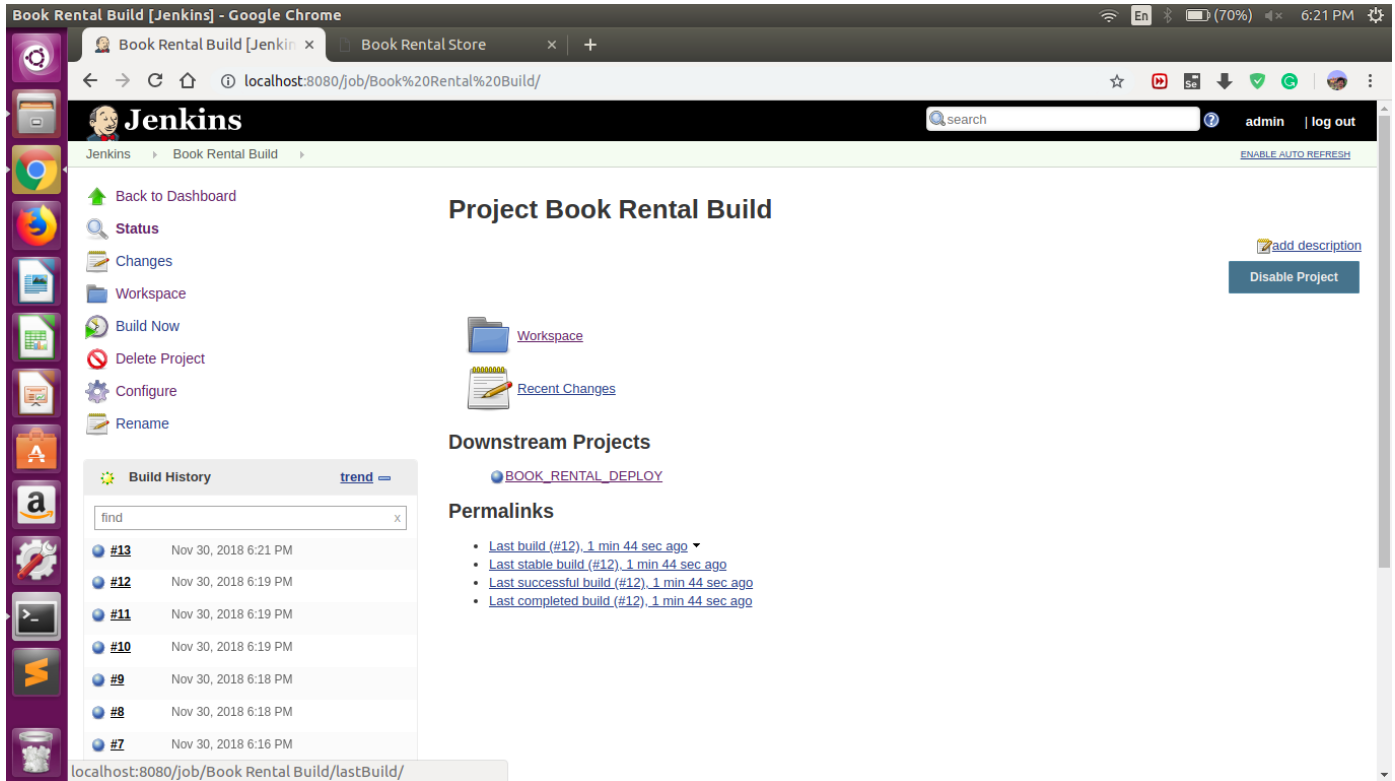 Book Rental Build [Jenkins] - Google Chrome En (70%) 6:21 PM
Book Rental Build [Jenkin × Book Rental Store × +
localhost:8080/job/Book%20Rental%20Build/ Se
Jenkins search admin | log out
Jenkins Book Rental Build ENABLE AUTO REFRESH
Back to Dashboard
Status
Changes
Workspace
Build Now
Delete Project
Configure
Rename
Build History trend
find x
#13 Nov 30, 2018 6:21 PM
#12 Nov 30, 2018 6:19 PM
#11 Nov 30, 2018 6:19 PM
#10 Nov 30, 2018 6:19 PM
#9 Nov 30, 2018 6:18 PM
#8 Nov 30, 2018 6:18 PM
#7 Nov 30, 2018 6:16 PM
Project Book Rental Build
add description
Disable Project
Workspace
Recent Changes
Downstream Projects
BOOK_RENTAL_DEPLOY
Permalinks
Last build (#12), 1 min 44 sec ago
Last stable build (#12), 1 min 44 sec ago
Last successful build (#12), 1 min 44 sec ago
Last completed build (#12), 1 min 44 sec ago
localhost:8080/job/Book Rental Build/lastBuild/